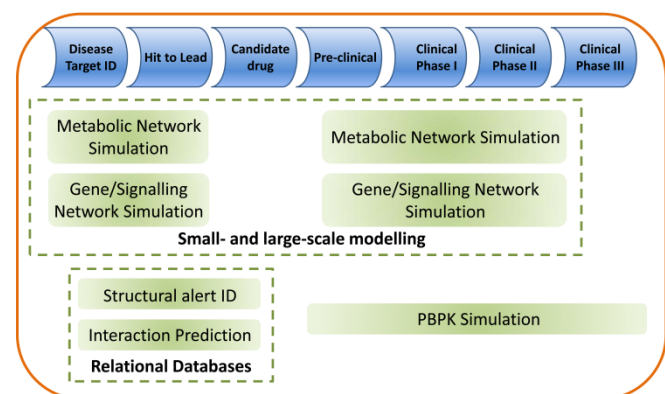 Disease
Target ID
Hit to Lead
Candidate
drug
Pre-clinical
Clinical
Phase I
Clinical
Phase II
Clinical
Phase III
Metabolic Network
Simulation
Metabolic Network Simulation
Gene/Signalling
Network Simulation
Gene/Signalling Network
Simulation
Small- and large-scale modelling
Structural alert ID
Interaction Prediction
Relational Databases
PBPK Simulation